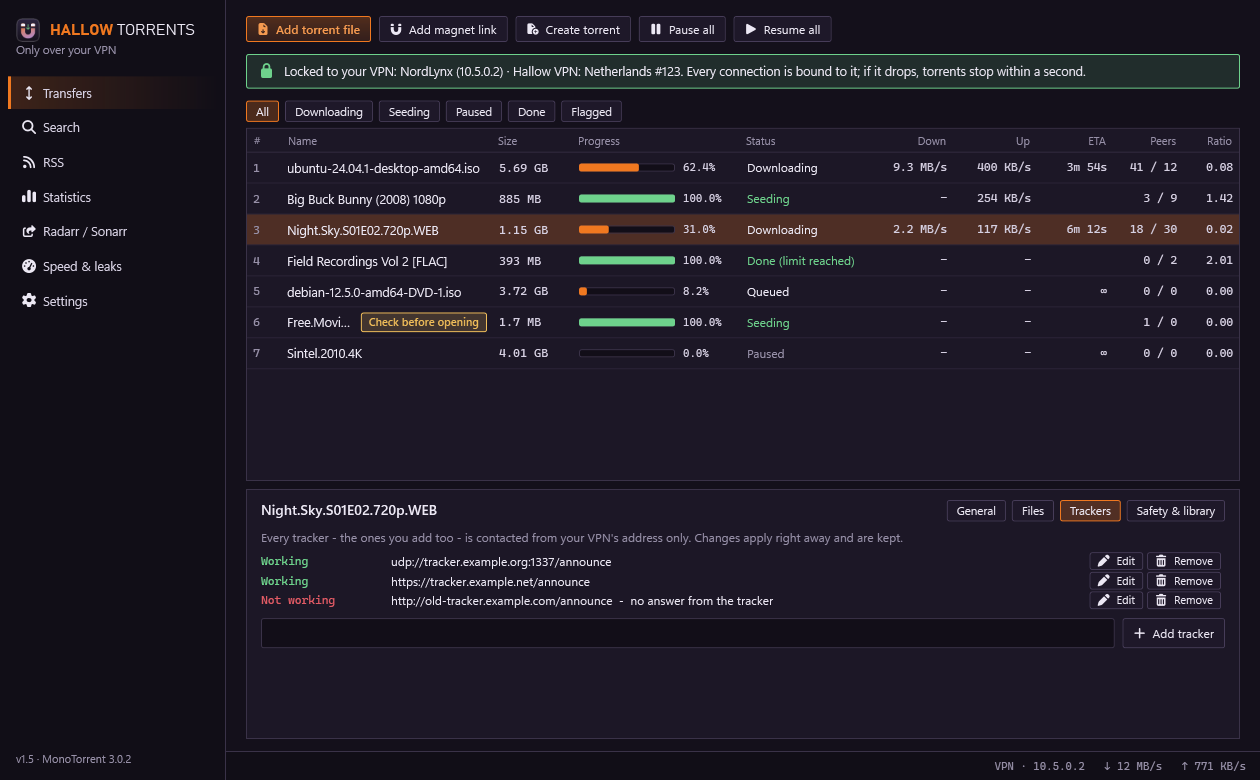 HALLOW TORRENTS
Only over your VPN
Transfers
Search
RSS
Statistics
Radarr / Sonarr
Speed & leaks
Settings
v1.5 · MonoTorrent 3.0.2
Add torrent file Add magnet link Create torrent Pause all Resume all
Locked to your VPN: NordLynx (10.5.0.2) · Hallow VPN: Netherlands #123. Every connection is bound to it; if it drops, torrents stop within a second.
All Downloading Seeding Paused Done Flagged
# Name Size Progress Status Down Up ETA Peers Ratio
1 ubuntu-24.04.1-desktop-amd64.iso 5.69 GB 62.4% Downloading 9.3 MB/s 400 KB/s 3m 54s 41 / 12 0.08
2 Big Buck Bunny (2008) 1080p 885 MB 100.0% Seeding – 254 KB/s 3 / 9 1.42
3 Night.Sky.S01E02.720p.WEB 1.15 GB 31.0% Downloading 2.2 MB/s 117 KB/s 6m 12s 18 / 30 0.02
4 Field Recordings Vol 2 [FLAC] 393 MB 100.0% Done (limit reached) – – 0 / 2 2.01
5 debian-12.5.0-amd64-DVD-1.iso 3.72 GB 8.2% Queued – – ∞ 0 / 0 0.00
6 Free.Movi... Check before opening 1.7 MB 100.0% Seeding – – 1 / 0 0.00
7 Sintel.2010.4K 4.01 GB 0.0% Paused – – ∞ 0 / 0 0.00
Night.Sky.S01E02.720p.WEB General Files Trackers Safety & library
Every tracker - the ones you add too - is contacted from your VPN's address only. Changes apply right away and are kept.
Working udp://tracker.example.org:1337/announce Edit Remove
Working https://tracker.example.net/announce Edit Remove
Not working http://old-tracker.example.com/announce - no answer from the tracker Edit Remove
+ Add tracker
VPN · 10.5.0.2 ↓ 12 MB/s ↑ 771 KB/s